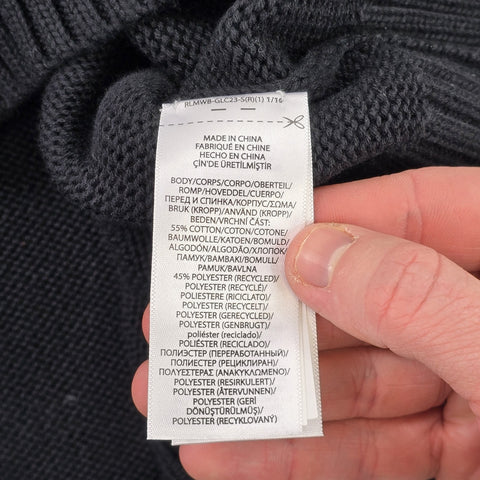 RLMWB-GLC23-S(R)(1) 1/16
MADE IN CHINA
FABRIQUÉ EN CHINE
HECHO EN CHINA
ÇİN'DE ÜRETİLMİŞTİR
BODY/CORPS/CORPO/OBERTEIL/
ROMP/HOVEDDEL/CUERPO/
ПЕРЕД И СПИНКА/КОРПУС/ΣΩΜΑ/
BRUK (KROPP)/ANVÄND (KROPP)/
BEDEN/VRCHNÍ ČÁST:
55% COTTON/COTON/COTONE/
BAUMWOLLE/KATOEN/BOMULD/
ALGODÓN/ALGODÃO/ХЛОПОК/
ПАМУК/ΒΑΜΒΑΚΙ/BOMULL/
PAMUK/BAVLNA
45% POLYESTER (RECYCLED)/
POLYESTER (RECYCLÉ)/
POLIESTERE (RICICLATO)/
POLYESTER (RECYCELT)/
POLYESTER (GERECYCLED)/
POLYESTER (GENBRUGT)/
poliéster (reciclado)/
POLIÉSTER (RECICLADO)/
ПОЛИЭСТЕР (ПЕРЕРАБОТАННЫЙ)/
ПОЛИЕСТЕР (РЕЦИКЛИРАН)/
ΠΟΛΥΕΣΤΕΡΑΣ (ΑΝΑΚΥΚΛΩΜΕΝΟ)/
POLYESTER (RESIRKULERT)/
POLYESTER (ÅTERVUNNEN)/
POLYESTER (GERİ
DÖNÜŞTÜRÜLMÜŞ)/
POLYESTER (RECYKLOVANÝ)